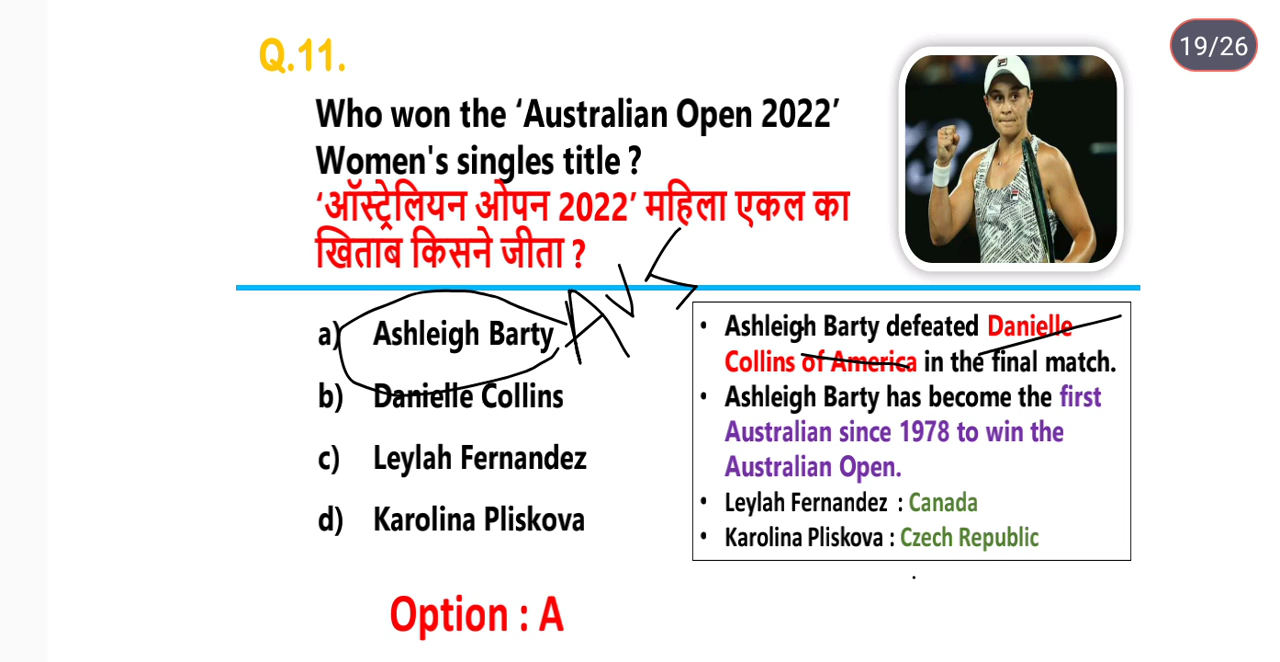 19/26
Q.11.
Who won the ‘Australian Open 2022’
Women's singles title ?
‘ऑस्ट्रेलियन ओपन 2022’ महिला एकल का
खिताब किसने जीता ?
a) Ashleigh Barty
b) Danielle Collins
c) Leylah Fernandez
d) Karolina Pliskova
• Ashleigh Barty defeated Danielle
Collins of America in the final match.
• Ashleigh Barty has become the first
Australian since 1978 to win the
Australian Open.
• Leylah Fernandez : Canada
• Karolina Pliskova : Czech Republic
Option : A